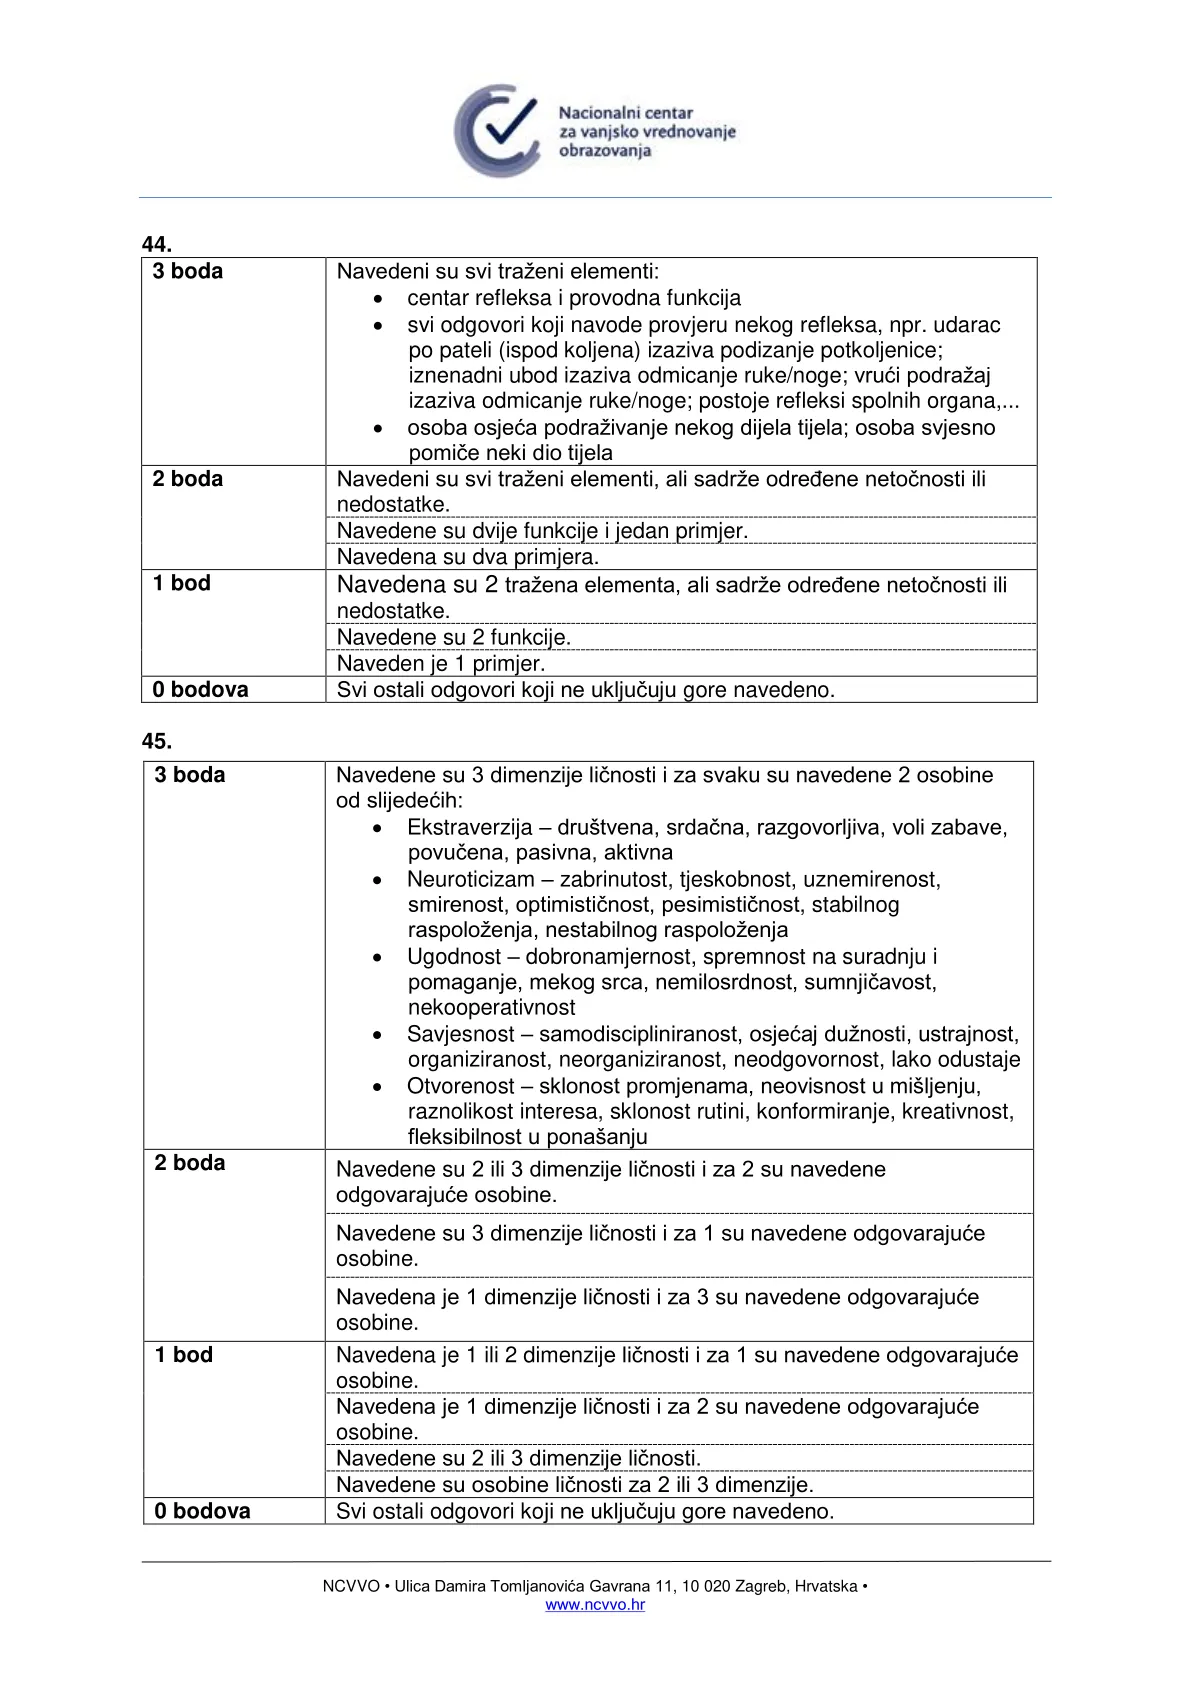 Nacionalni centar
za vanjsko vrednovanje
obrazovanja
44.
3 boda
Navedeni su svi traženi elementi:
• centar refleksa i provodna funkcija
• svi odgovori koji navode provjeru nekog refleksa, npr. udarac
po pateli (ispod koljena) izaziva podizanje potkoljenice;
iznenadni ubod izaziva odmicanje ruke/noge; vrući podražaj
izaziva odmicanje ruke/noge; postoje refleksi spolnih organa,...
• osoba osjeća podraživanje nekog dijela tijela; osoba svjesno
pomiče neki dio tijela
2 boda
Navedeni su svi traženi elementi, ali sadrže određene netočnosti ili
nedostatke.
Navedene su dvije funkcije i jedan primjer.
Navedena su dva primjera.
1 bod
Navedena su 2 tražena elementa, ali sadrže određene netočnosti ili
nedostatke.
Navedene su 2 funkcije.
Naveden je 1 primjer.
0 bodova
Svi ostali odgovori koji ne uključuju gore navedeno.
45.
3 boda
Navedene su 3 dimenzije ličnosti i za svaku su navedene 2 osobine
od slijedećih:
• Ekstraverzija – društvena, srdačna, razgovorljiva, voli zabave,
povučena, pasivna, aktivna
• Neuroticizam – zabrinutost, tjeskobnost, uznemirenost,
smirenost, optimističnost, pesimističnost, stabilnog
raspoloženja, nestabilnog raspoloženja
• Ugodnost – dobronamjernost, spremnost na suradnju i
pomaganje, mekog srca, nemilosrdnost, sumnjičavost,
nekooperativnost
• Savjesnost – samodiscipliniranost, osjećaj dužnosti, ustrajnost,
organiziranost, neorganiziranost, neodgovornost, lako odustaje
• Otvorenost – sklonost promjenama, neovisnost u mišljenju,
raznolikost interesa, sklonost rutini, konformiranje, kreativnost,
fleksibilnost u ponašanju
2 boda
Navedene su 2 ili 3 dimenzije ličnosti i za 2 su navedene
odgovarajuće osobine.
Navedene su 3 dimenzije ličnosti i za 1 su navedene odgovarajuće
osobine.
Navedena je 1 dimenzije ličnosti i za 3 su navedene odgovarajuće
osobine.
1 bod
Navedena je 1 ili 2 dimenzije ličnosti i za 1 su navedene odgovarajuće
osobine.
Navedena je 1 dimenzije ličnosti i za 2 su navedene odgovarajuće
osobine.
Navedene su 2 ili 3 dimenzije ličnosti.
Navedene su osobine ličnosti za 2 ili 3 dimenzije.
0 bodova
Svi ostali odgovori koji ne uključuju gore navedeno.
NCVVO • Ulica Damira Tomljanovića Gavrana 11, 10 020 Zagreb, Hrvatska •
www.ncvvo.hr